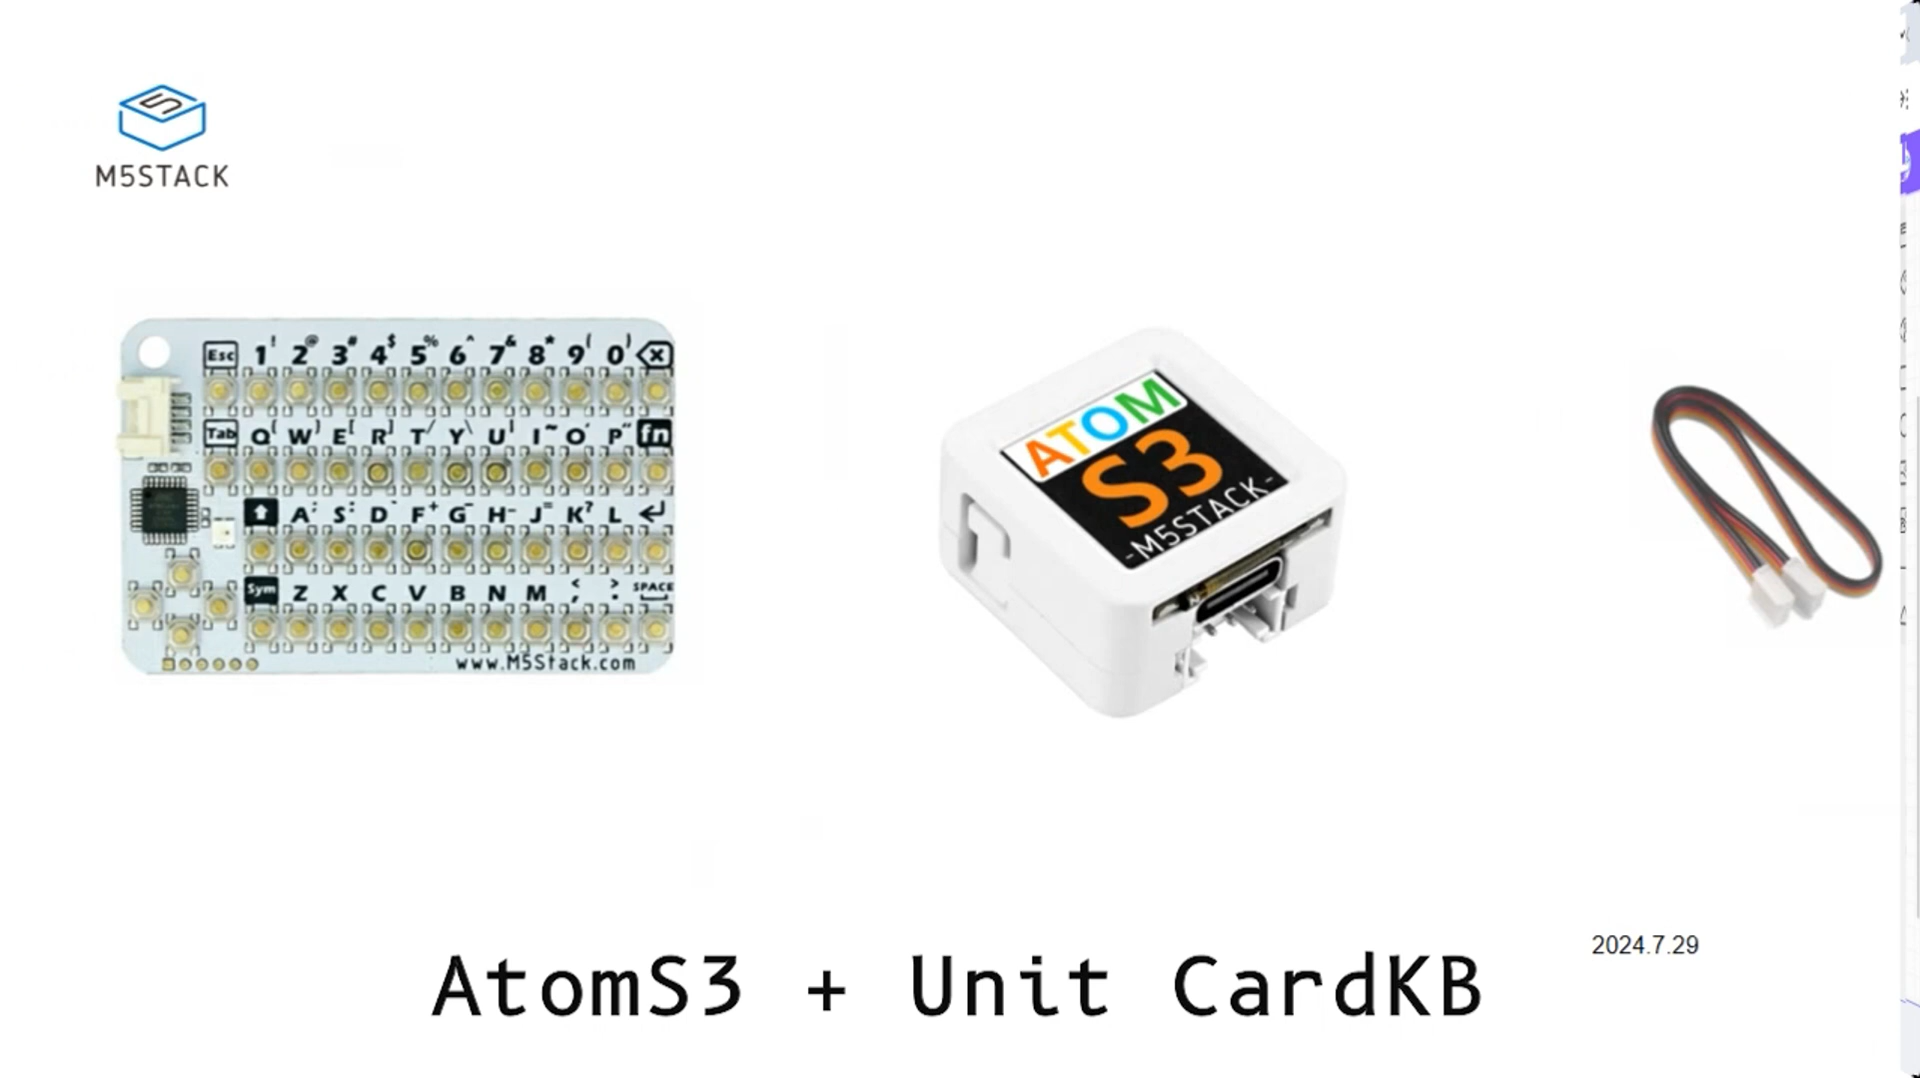 M5STACK
Esc 1! 2@ 3# 4$ 5% 6^ 7& 8* 9( 0)
Tab Q{ W} E[ R] T/ Y\ U| I~ O' P" fn
A; S: D` F+ G- H_ J= K? L
Sym Z X C V B N M ,< .> SPACE
www.M5Stack.com
ATOM
S3
-M5STACK-
2024.7.29
AtomS3 + Unit CardKB